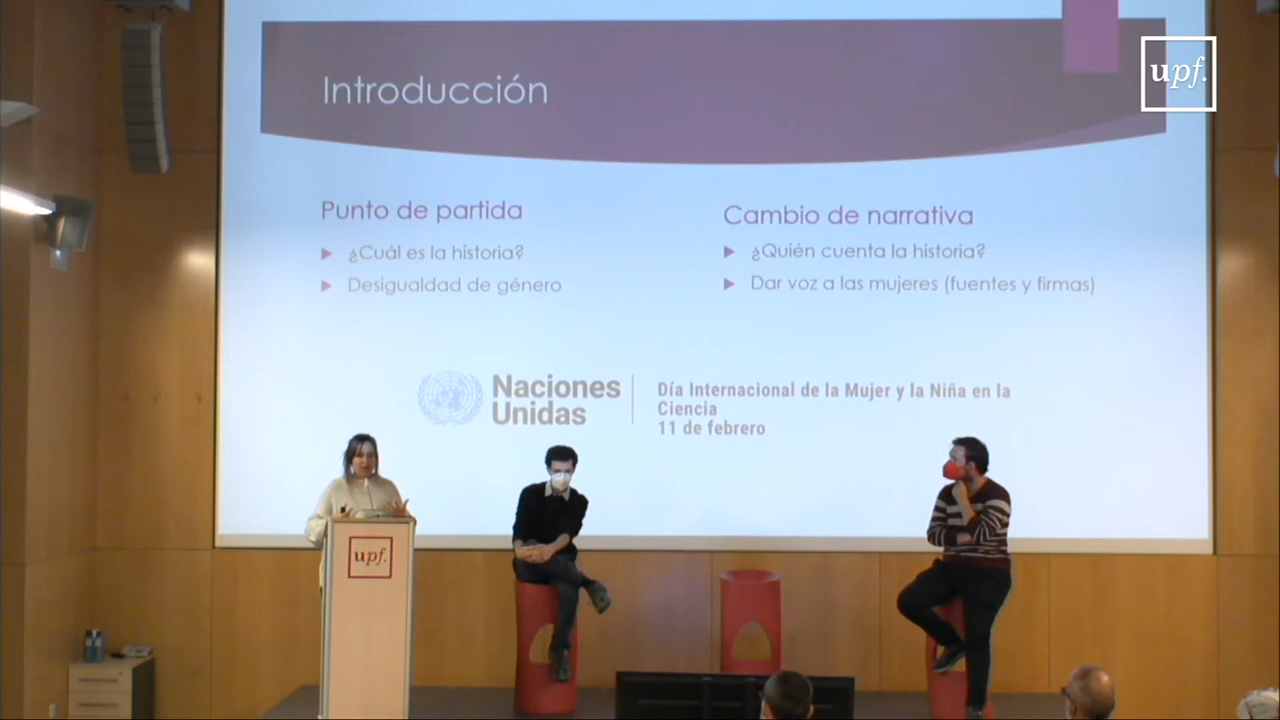 Introducción
upf.
Punto de partida
¿Cuál es la historia?
Desigualdad de género
Cambio de narrativa
¿Quién cuenta la historia?
Dar voz a las mujeres (fuentes y firmas)
Naciones
Unidas
Día Internacional de la Mujer y la Niña en la
Ciencia
11 de febrero
upf.